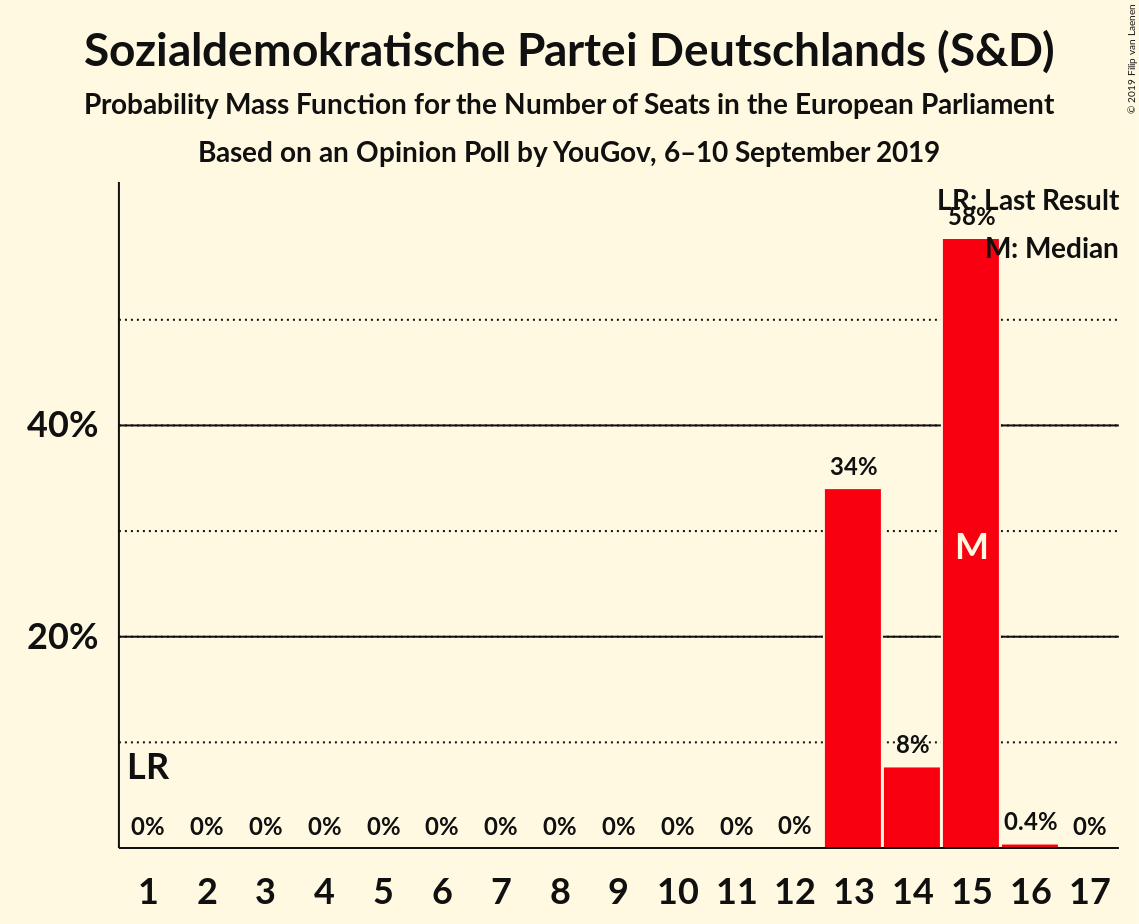 Sozialdemokratische Partei Deutschlands (S&D)
Probability Mass Function for the Number of Seats in the European Parliament
Based on an Opinion Poll by YouGov, 6–10 September 2019
© 2019 Filip van Laenen
LR: Last Result
58%
M: Median
40%
34%
M
20%
8%
LR
0% 0% 0% 0% 0% 0% 0% 0% 0% 0% 0% 0% 0.4% 0%
1 2 3 4 5 6 7 8 9 10 11 12 13 14 15 16 17